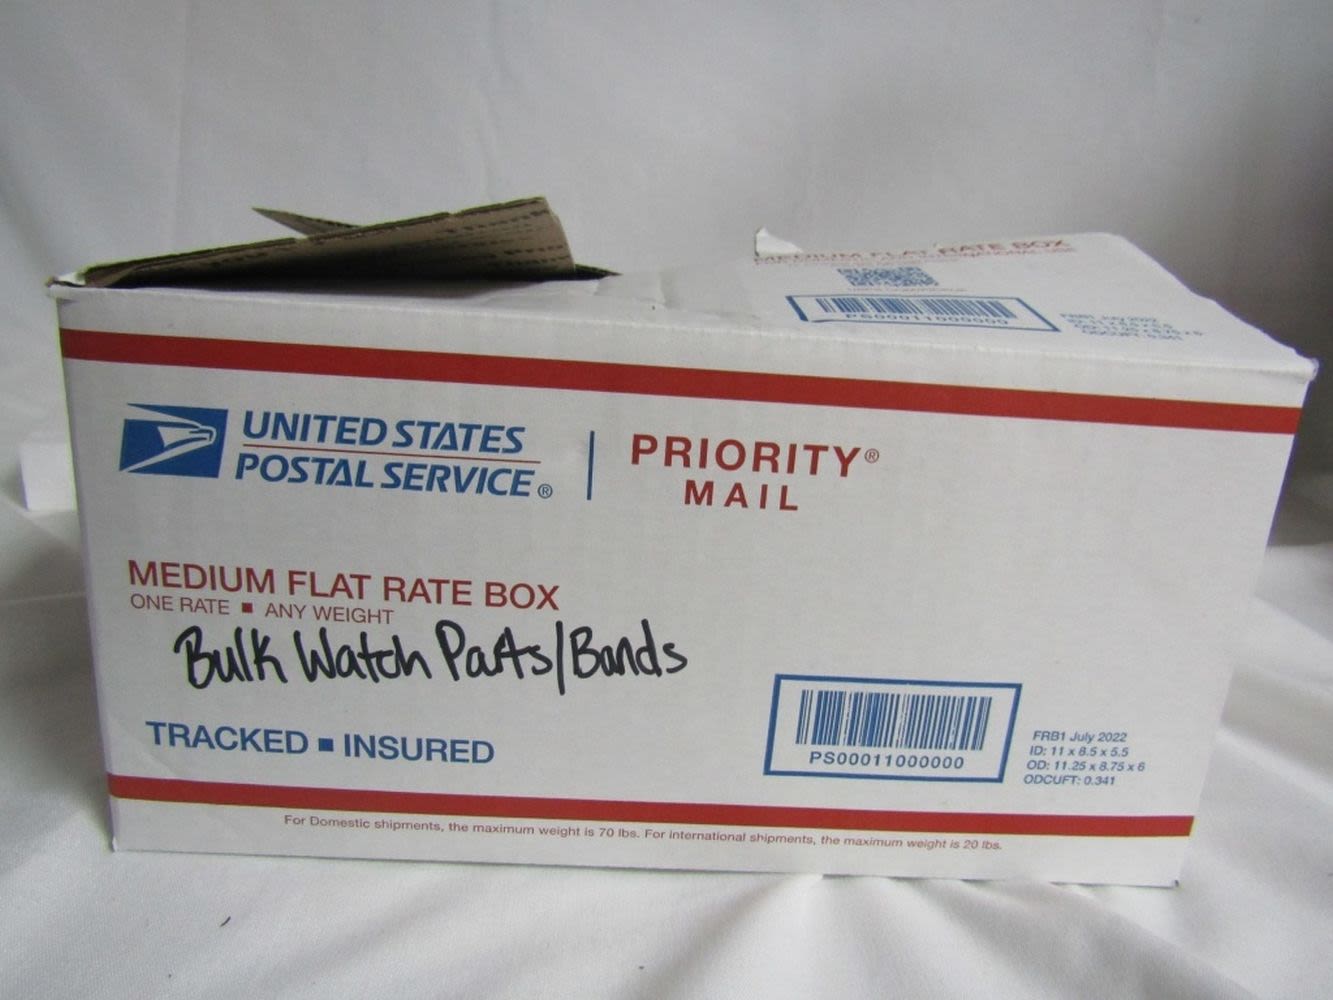 MEDIUM FLAT RATE BOX
PS00011000000
UNITED STATES
POSTAL SERVICE®
PRIORITY®
MAIL
MEDIUM FLAT RATE BOX
ONE RATE ■ ANY WEIGHT
Bulk Watch Parts/Bands
TRACKED ■ INSURED
PS00011000000
FRB1 July 2022
ID: 11 x 8.5 x 5.5
OD: 11.25 x 8.75 x 6
ODCUFT: 0.341
For Domestic shipments, the maximum weight is 70 lbs. For international shipments, the maximum weight is 20 lbs.